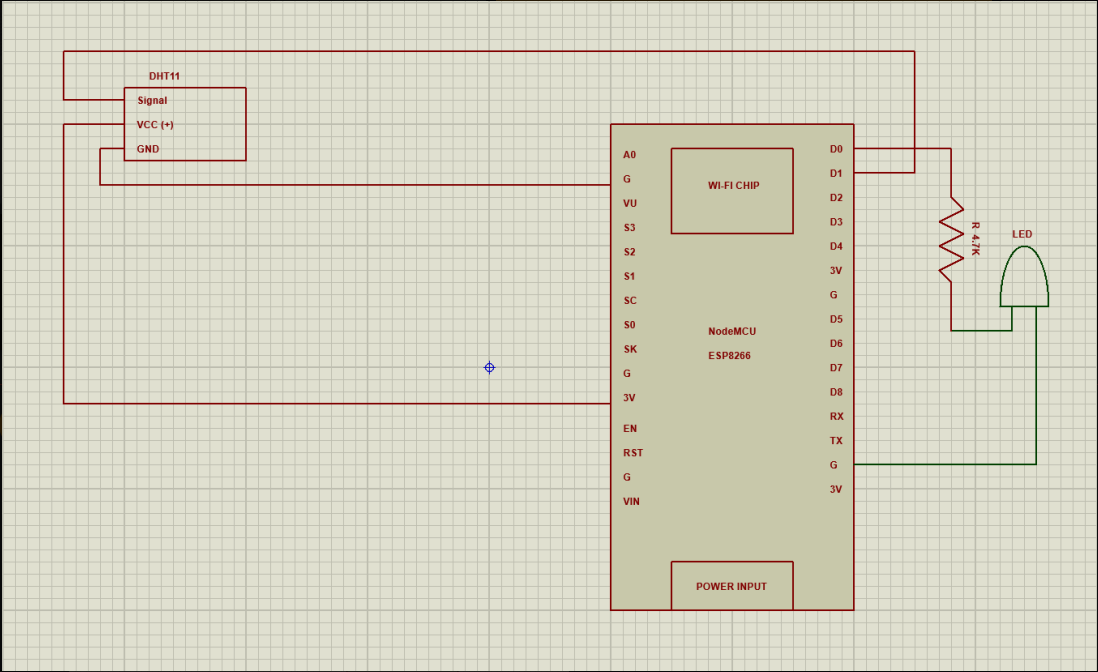 DHT11
Signal
VCC (+)
GND
A0
G
VU
S3
S2
S1
SC
S0
SK
G
3V
EN
RST
G
VIN
WI-FI CHIP
NodeMCU
ESP8266
POWER INPUT
D0
D1
D2
D3
D4
3V
G
D5
D6
D7
D8
RX
TX
G
3V
R 4.7K
LED